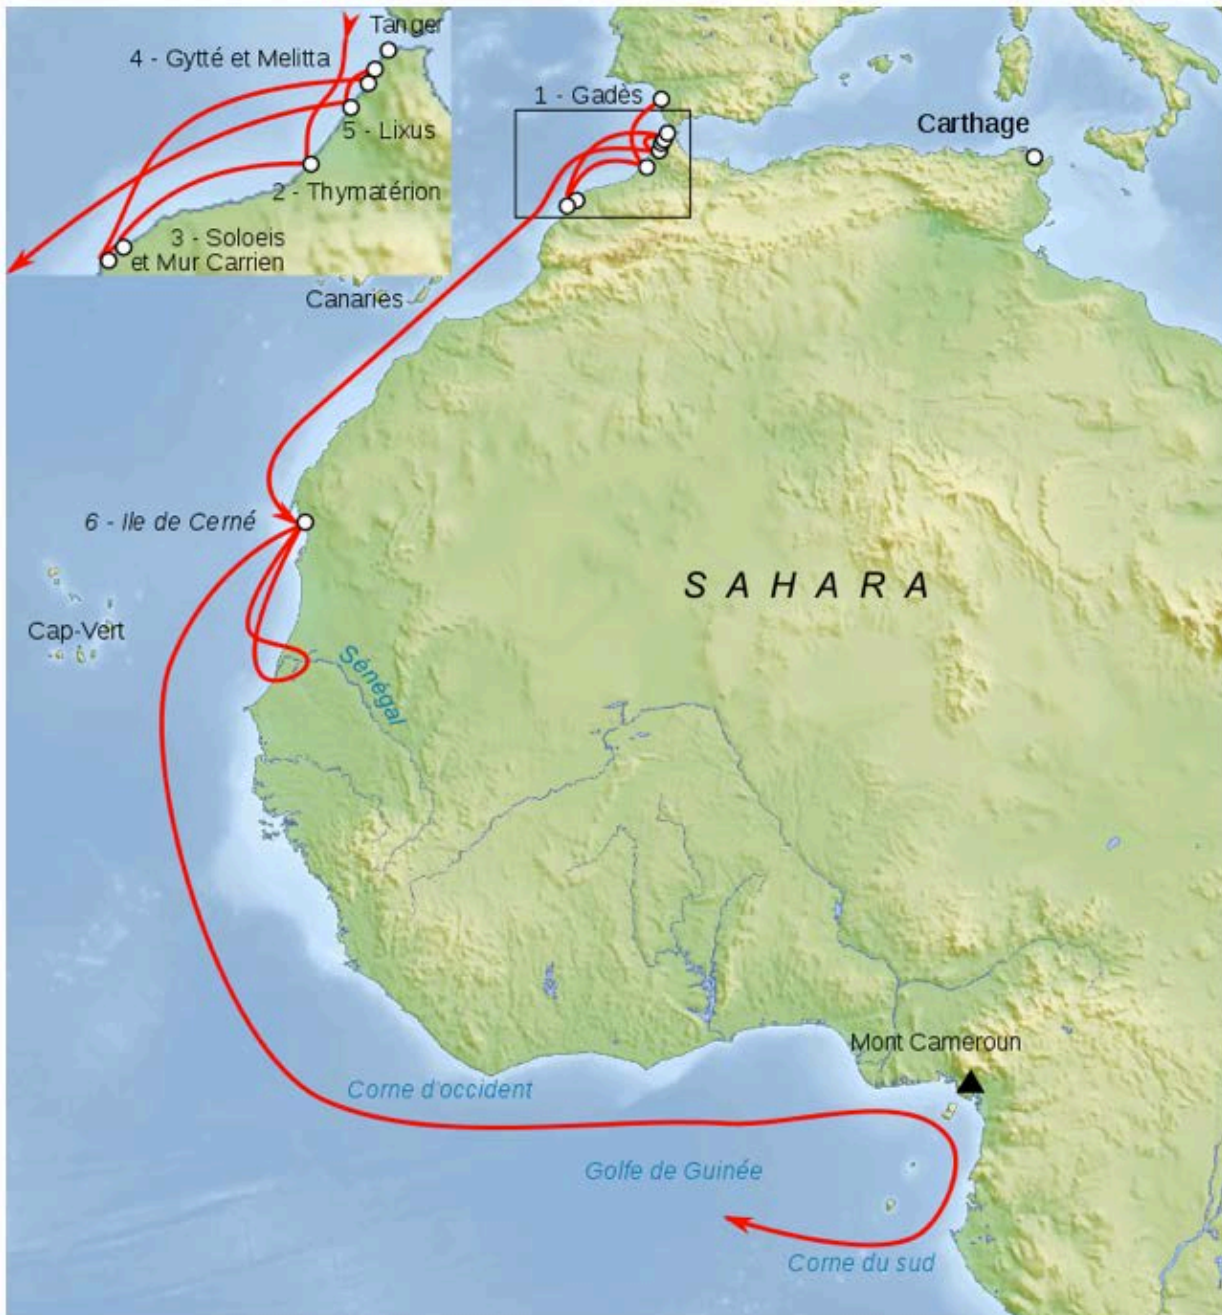 Tanger
4 - Gytté et Melitta
5 - Lixus
2 - Thymatérion
3 - Soloeis
et Mur Carrien
1 - Gadès
Carthage
Canaries
6 - Ile de Cerné
SAHARA
Cap-Vert
Sénégal
Mont Cameroun
Corne d'occident
Golfe de Guinée
Corne du sud